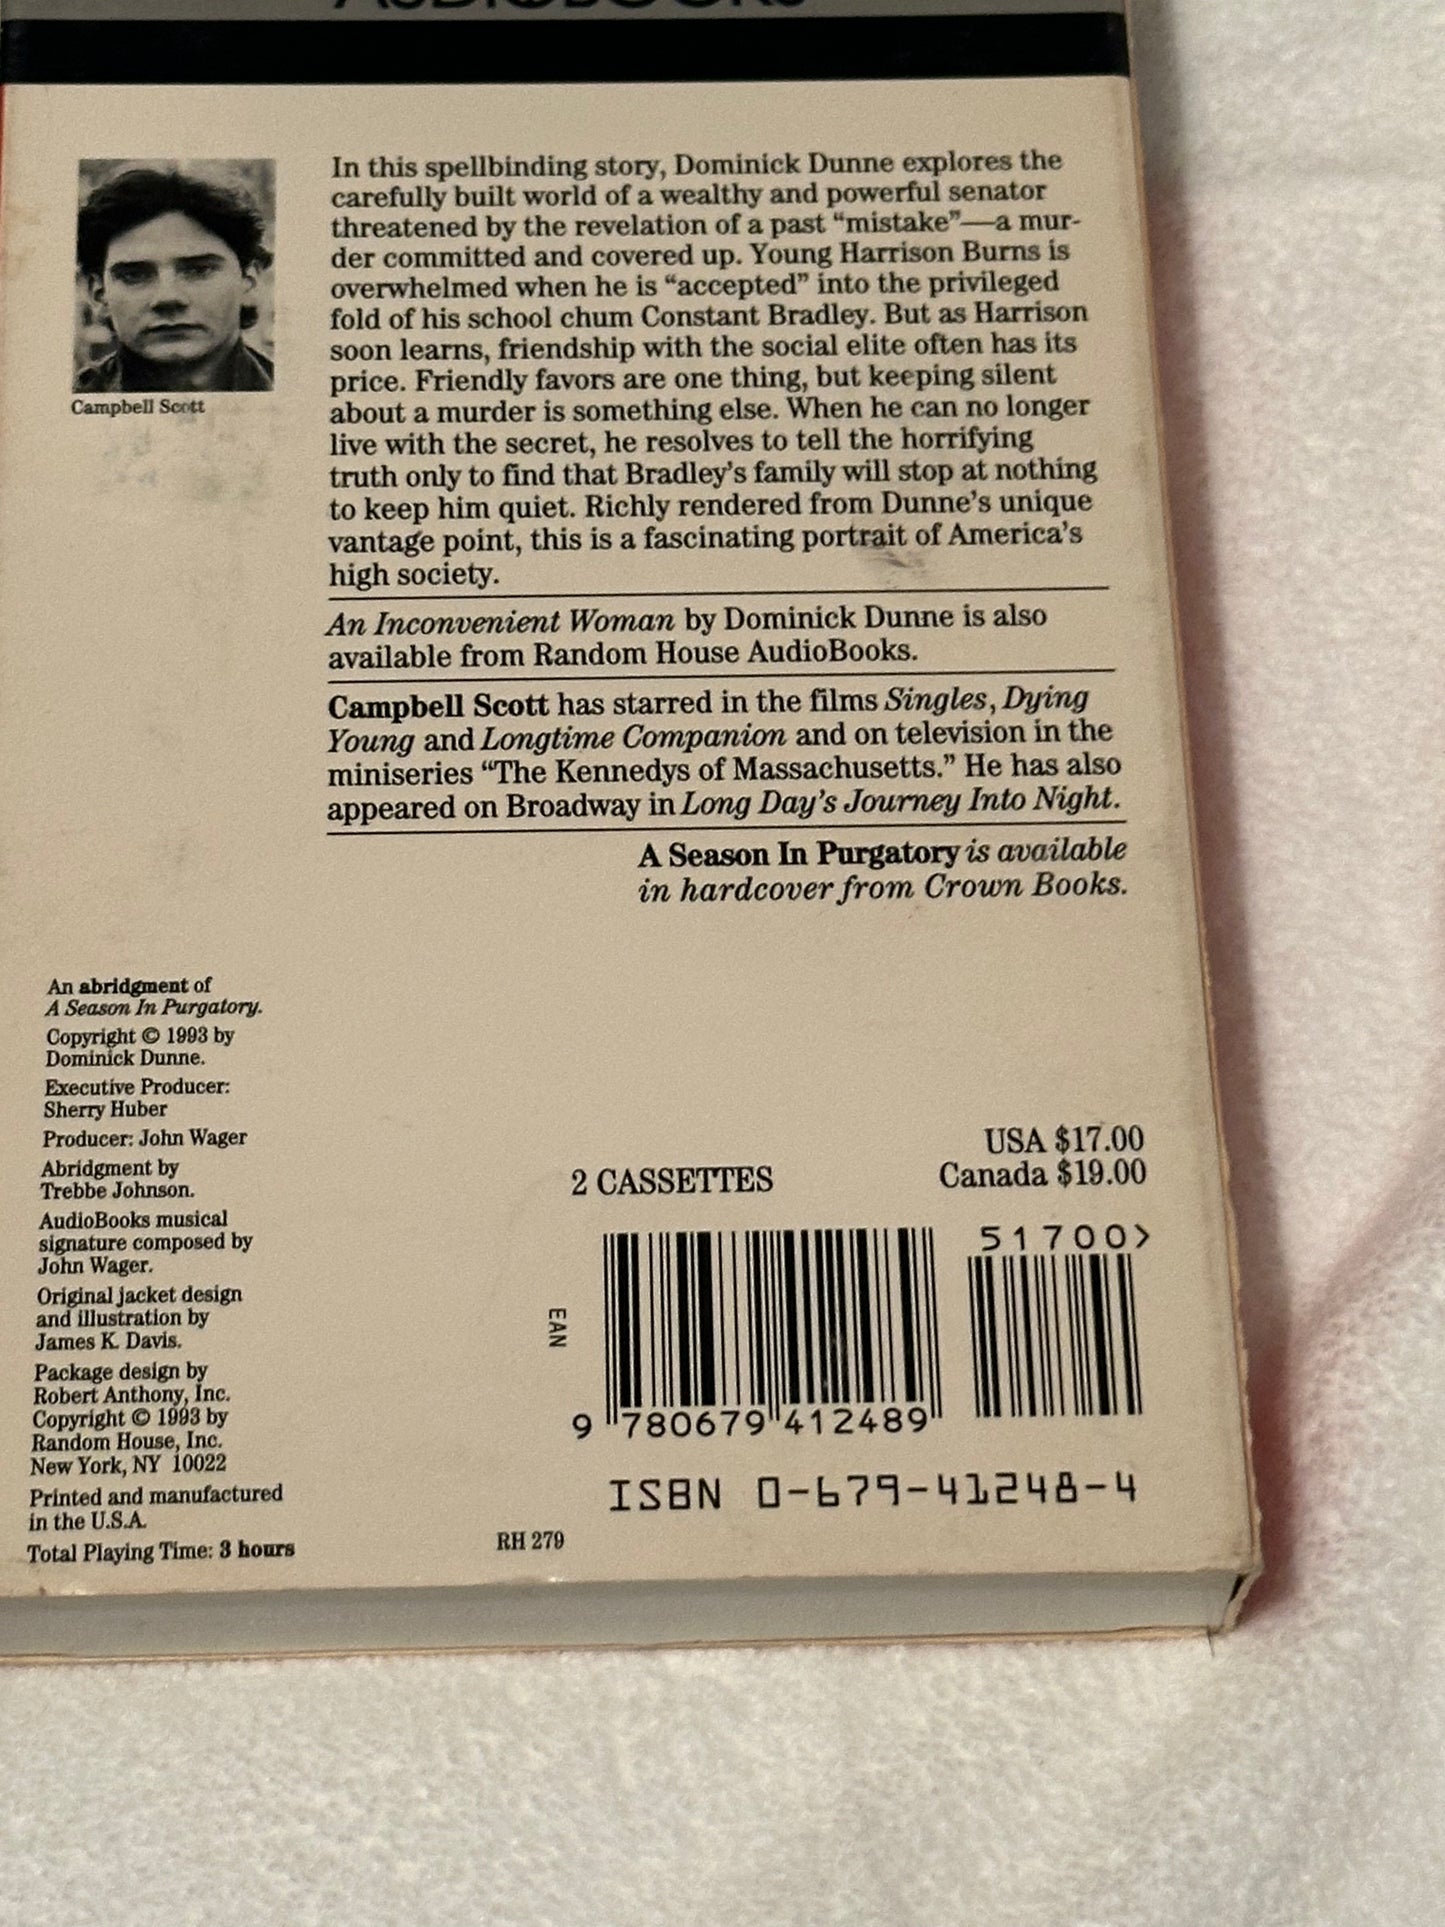 AUDIOBOOKS
Campbell Scott
In this spellbinding story, Dominick Dunne explores the
carefully built world of a wealthy and powerful senator
threatened by the revelation of a past “mistake”—a mur-
der committed and covered up. Young Harrison Burns is
overwhelmed when he is “accepted” into the privileged
fold of his school chum Constant Bradley. But as Harrison
soon learns, friendship with the social elite often has its
price. Friendly favors are one thing, but keeping silent
about a murder is something else. When he can no longer
live with the secret, he resolves to tell the horrifying
truth only to find that Bradley’s family will stop at nothing
to keep him quiet. Richly rendered from Dunne’s unique
vantage point, this is a fascinating portrait of America’s
high society.
An Inconvenient Woman by Dominick Dunne is also
available from Random House AudioBooks.
Campbell Scott has starred in the films Singles, Dying
Young and Longtime Companion and on television in the
miniseries “The Kennedys of Massachusetts.” He has also
appeared on Broadway in Long Day’s Journey Into Night.
A Season In Purgatory is available
in hardcover from Crown Books.
An abridgment of
A Season In Purgatory.
Copyright © 1993 by
Dominick Dunne.
Executive Producer:
Sherry Huber
Producer: John Wager
Abridgment by
Trebbe Johnson.
AudioBooks musical
signature composed by
John Wager.
Original jacket design
and illustration by
James K. Davis.
Package design by
Robert Anthony, Inc.
Copyright © 1993 by
Random House, Inc.
New York, NY 10022
Printed and manufactured
in the U.S.A.
Total Playing Time: 3 hours
2 CASSETTES
USA $17.00
Canada $19.00
51700>
EAN
9 780679 412489
ISBN 0-679-41248-4
RH 279